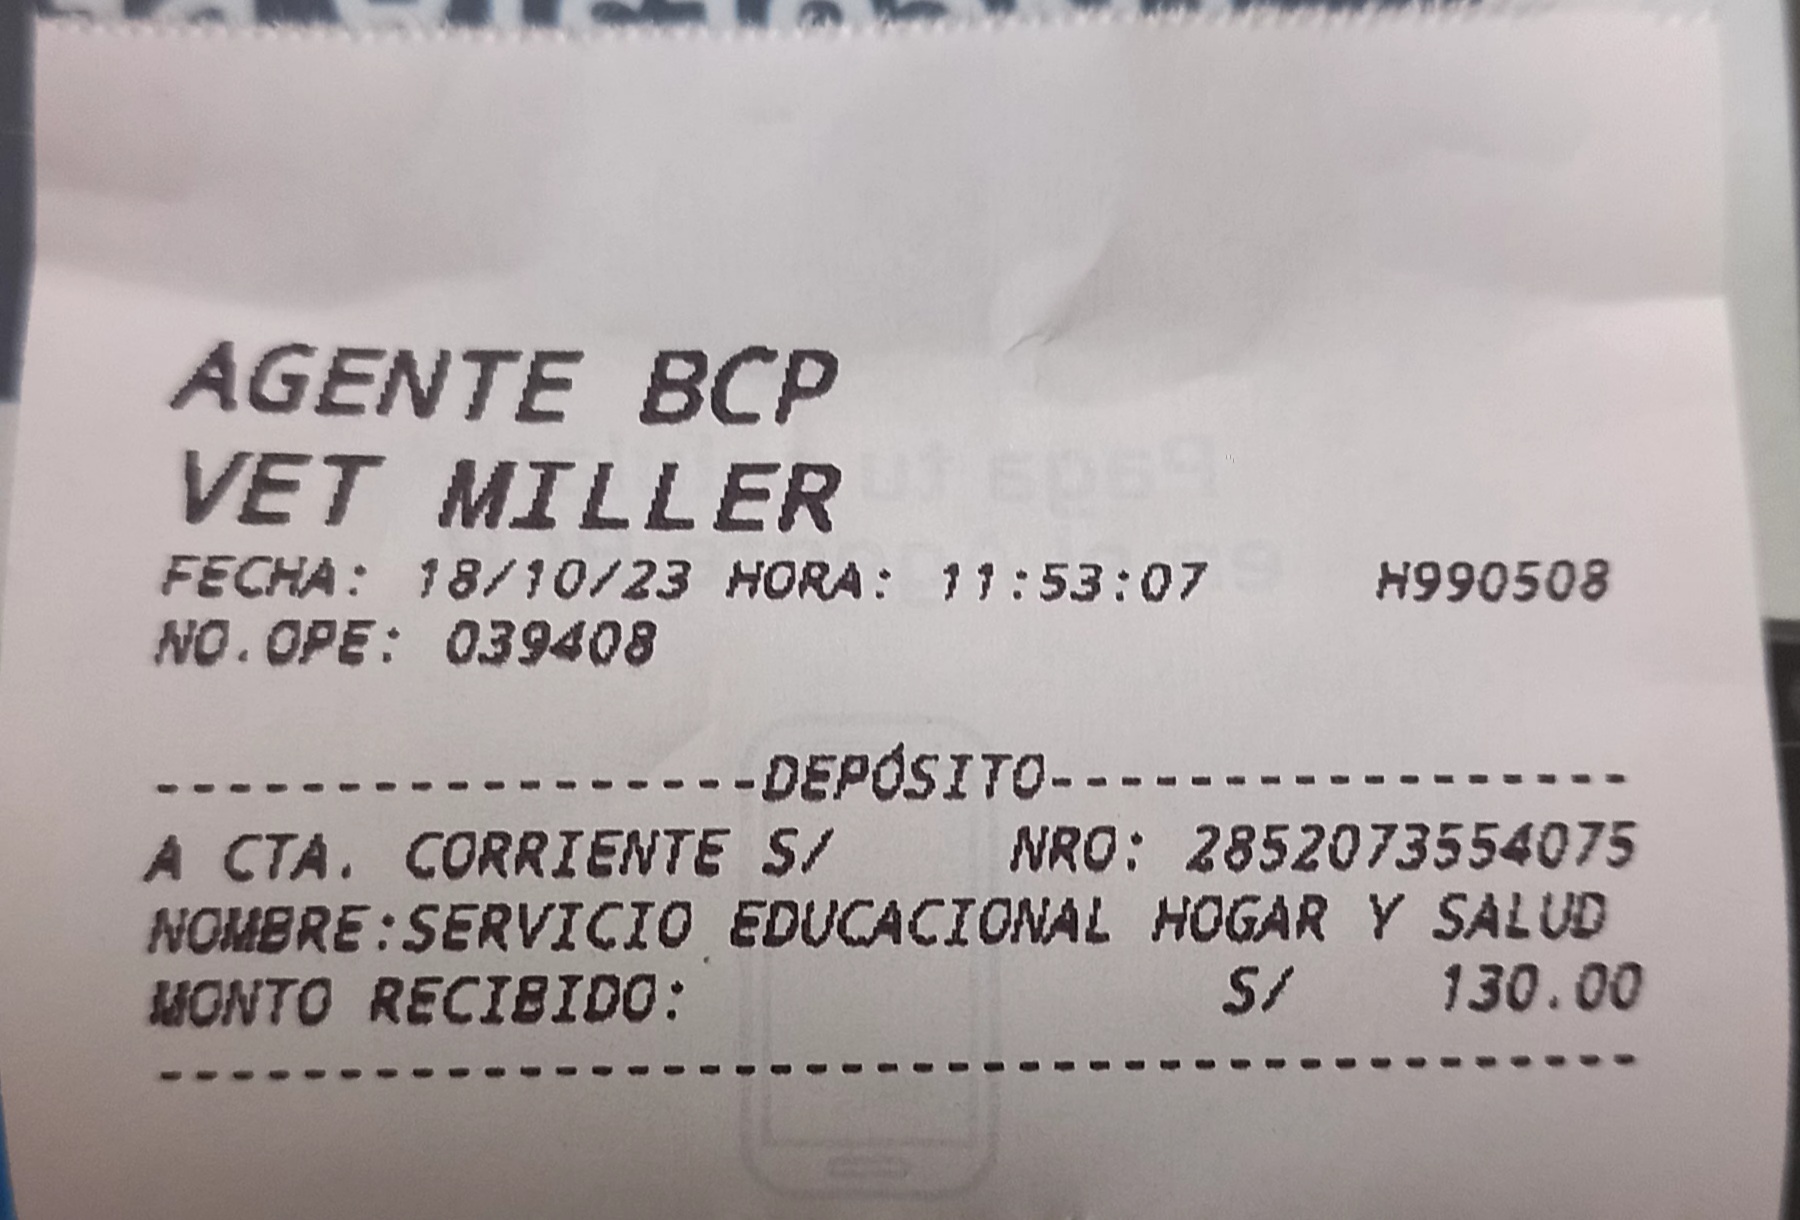 AGENTE BCP
VET MILLER
FECHA: 18/10/23 HORA: 11:53:07 H990508
NO.OPE: 039408
------------------DEPÓSITO-----------------
A CTA. CORRIENTE S/ NRO: 2852073554075
NOMBRE:SERVICIO EDUCACIONAL HOGAR Y SALUD
MONTO RECIBIDO: S/ 130.00
------------------------------------------